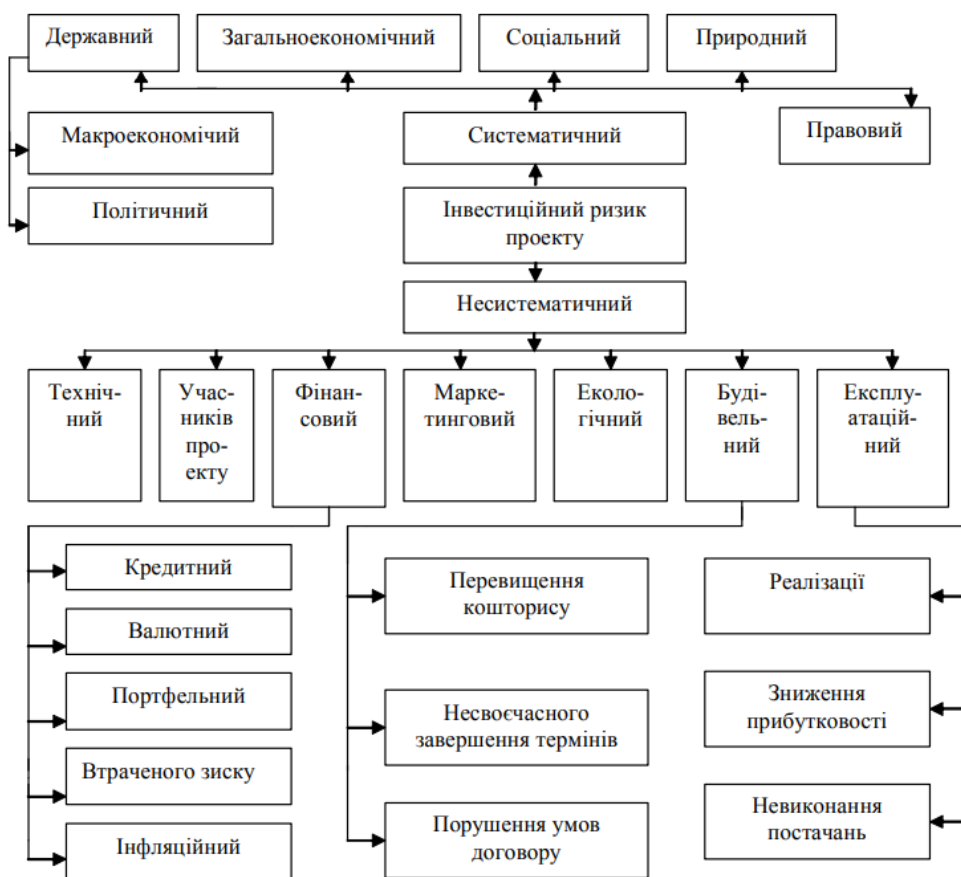 Державний
Загальноекономічний
Соціальний
Природний
Макроекономічий
Систематичний
Правовий
Політичний
Інвестиційний ризик
проекту
Несистематичний
Техніч-
ний
Учас-
ників
про-
екту
Фінан-
совий
Марке-
тинговий
Еколо-
гічний
Буді-
вель-
ний
Експлу-
атацій-
ний
Кредитний
Валютний
Портфельний
Втраченого зиску
Інфляційний
Перевищення
кошторису
Несвоєчасного
завершення термінів
Порушення умов
договору
Реалізації
Зниження
прибутковості
Невиконання
постачань